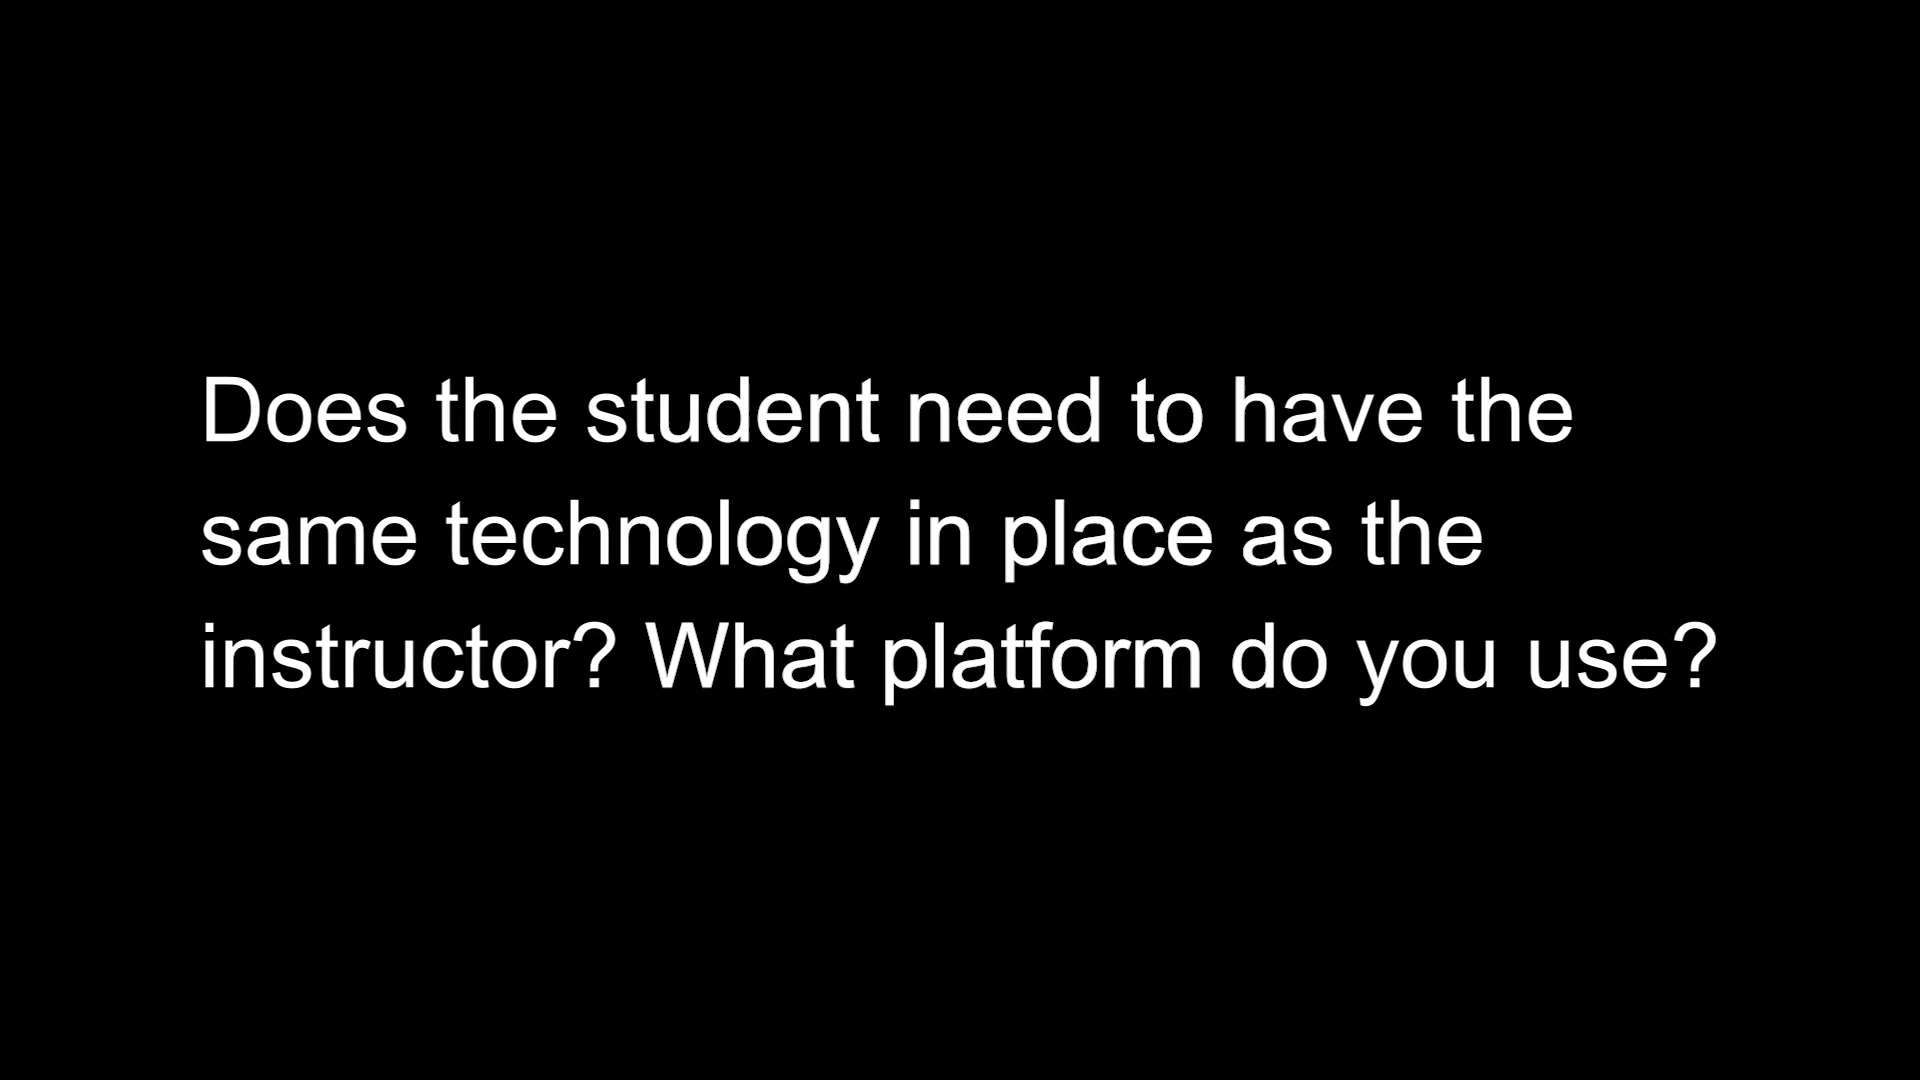 Does the student need to have the
same technology in place as the
instructor? What platform do you use?